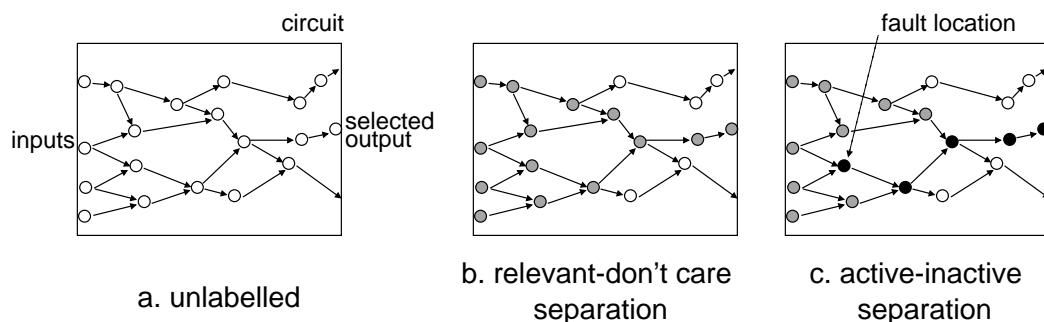 circuit
fault location
inputs
selected
output
a. unlabelled
b. relevant-don't care
separation
c. active-inactive
separation